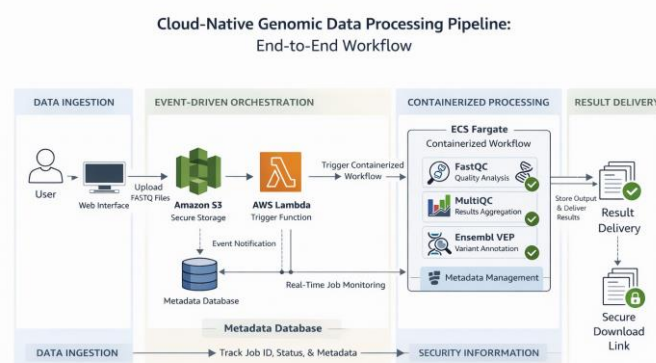 Cloud-Native Genomic Data Processing Pipeline:
End-to-End Workflow
DATA INGESTION
EVENT-DRIVEN ORCHESTRATION
CONTAINERIZED PROCESSING
RESULT DELIVERY
User
Web Interface
Upload
FASTQ Files
Amazon S3
Secure Storage
AWS Lambda
Trigger Function
Trigger Containerized
Workflow
ECS Fargate
Containerized Workflow
FastQC
Quality Analysis
MultiQC
Results Aggregation
Ensembl VEP
Variant Annotation
Metadata Management
Store Output
& Deliver
Results
Result
Delivery
Secure
Download
Link
Event Notification
Real-Time Job Monitoring
Metadata Database
Metadata Database
DATA INGESTION
Track Job ID, Status, & Metadata
SECURITY INFORRMATION